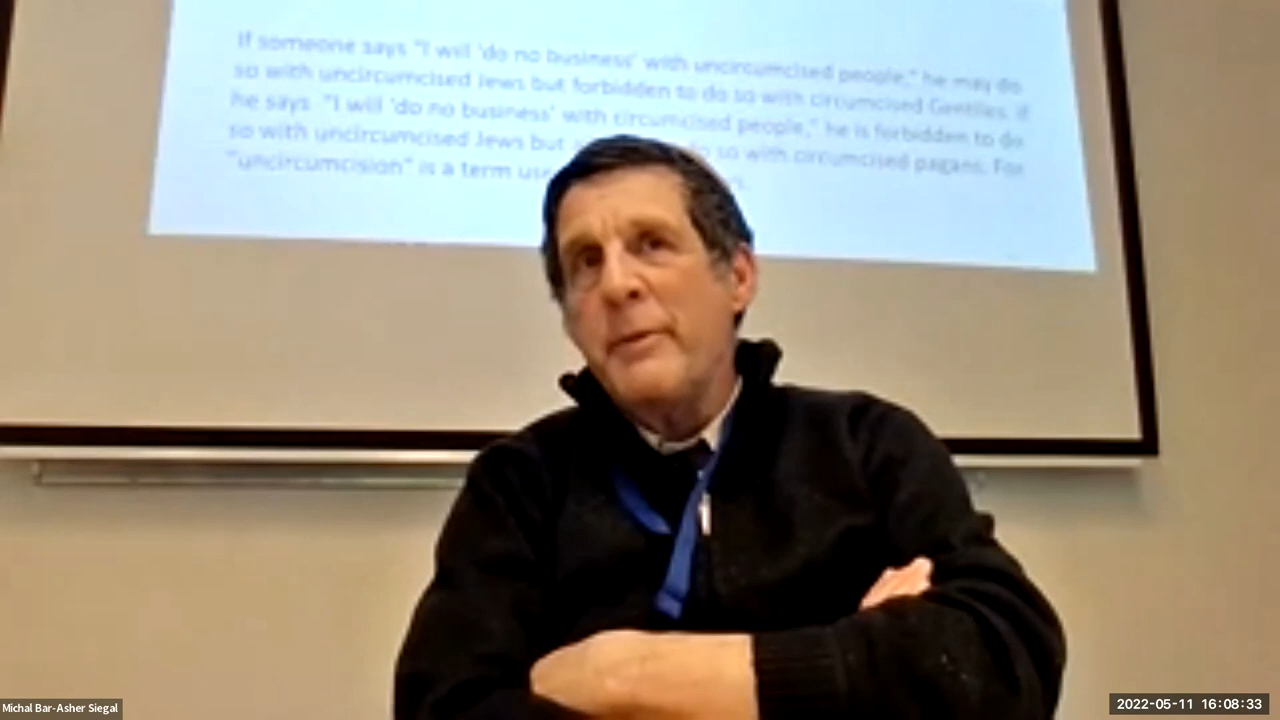 If someone says "I will 'do no business' with uncircumcised people," he may do
so with uncircumcised Jews but forbidden to do so with circumcised Gentiles. If
he says "I will 'do no business' with circumcised people," he is forbidden to do
so with uncircumcised Jews but do so with circumcised pagans. For
"uncircumcision" is a term
Michal Bar-Asher Siegal
2022-05-11 16:08:33